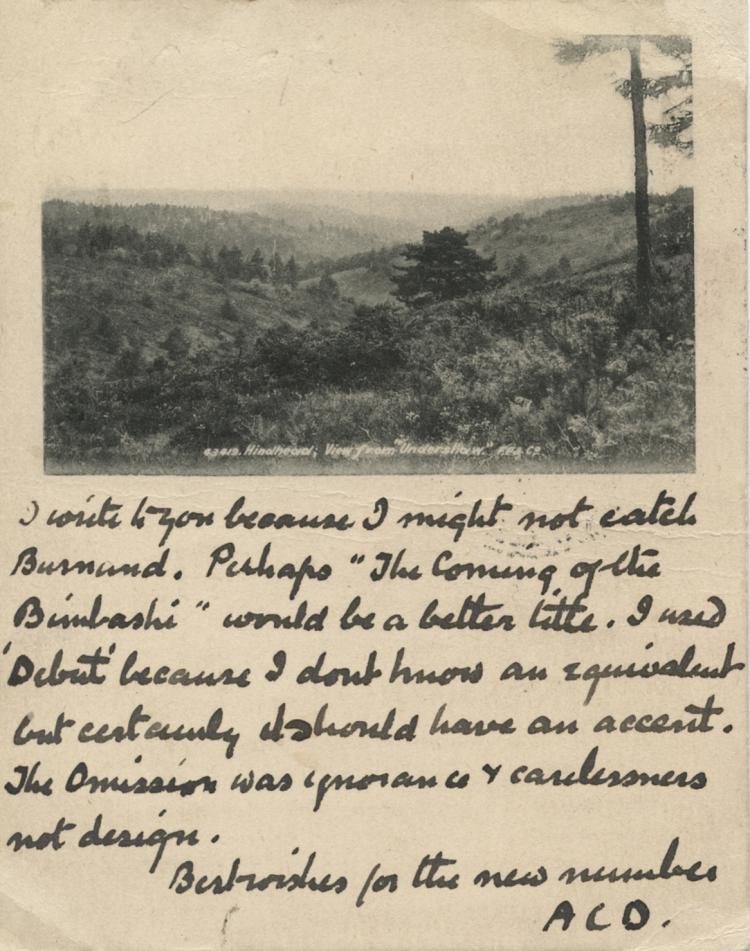 43413. Hindhead; View from "Undershaw." F.F.& Co.
I write to you because I might not catch
Burnand. Perhaps "The Coming of the
Bimbashi" would be a better title. I used
'Debut' because I dont know an equivalent
but certainly it should have an accent.
The Omission was ignorance & carelessness
not design.
Best wishes for the new number
A C D.